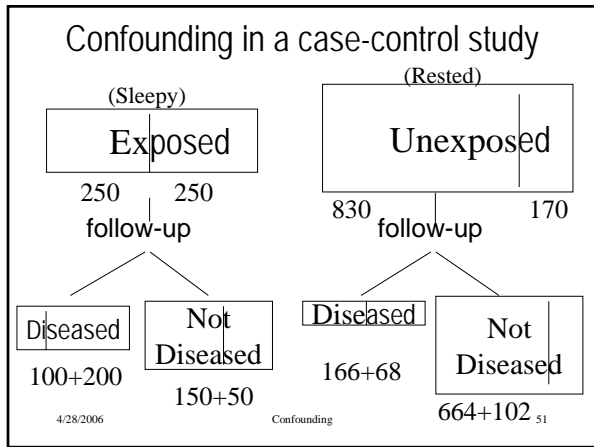 Confounding in a case-control study
(Sleepy)
(Rested)
Exposed
Unexposed
250 250
830 170
follow-up
follow-up
Diseased
Not
Diseased
Diseased
Not
Diseased
100+200
150+50
166+68
664+102
4/28/2006
Confounding
51